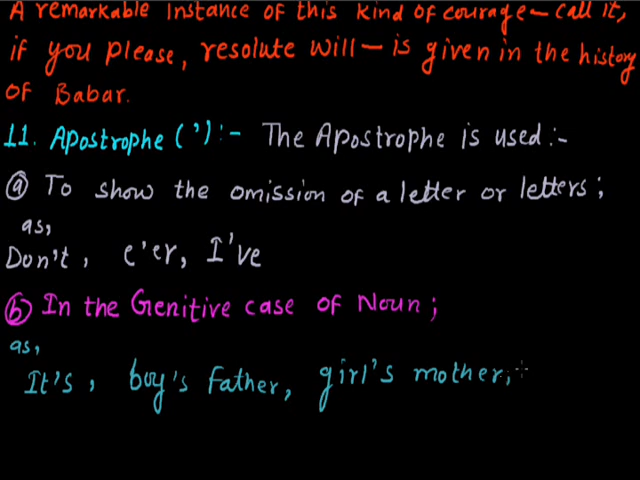 A remarkable instance of this kind of courage— call it,
if you please, resolute will— is given in the history
of Babar.
11. Apostrophe ('):- The Apostrophe is used:-
(a) To show the omission of a letter or letters;
as,
Don't, e'er, I've
(b) In the Genitive case of Noun;
as,
It's, boy's Father, girl's mother,